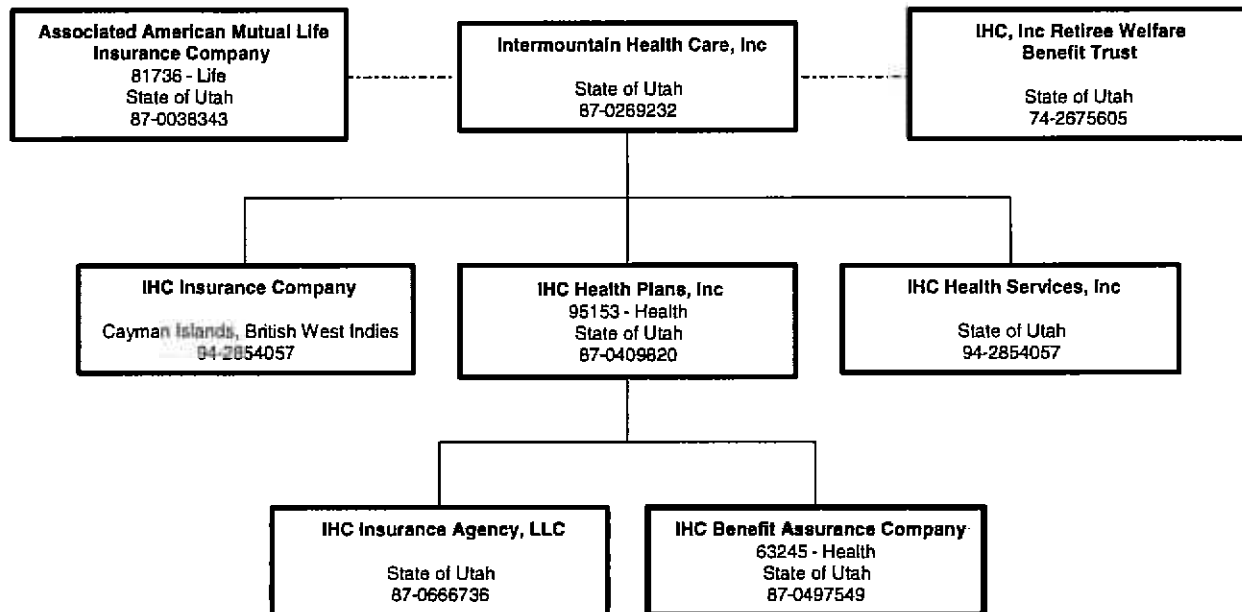 Associated American Mutual Life
Insurance Company
81736 - Life
State of Utah
87-0038343
Intermountain Health Care, Inc
State of Utah
87-0269232
IHC, Inc Retiree Welfare
Benefit Trust
State of Utah
74-2675605
IHC Insurance Company
Cayman Islands, British West Indies
94-2854057
IHC Health Plans, Inc
95153 - Health
State of Utah
87-0409820
IHC Health Services, Inc
State of Utah
94-2854057
IHC Insurance Agency, LLC
State of Utah
87-0666736
IHC Benefit Assurance Company
63245 - Health
State of Utah
87-0497549